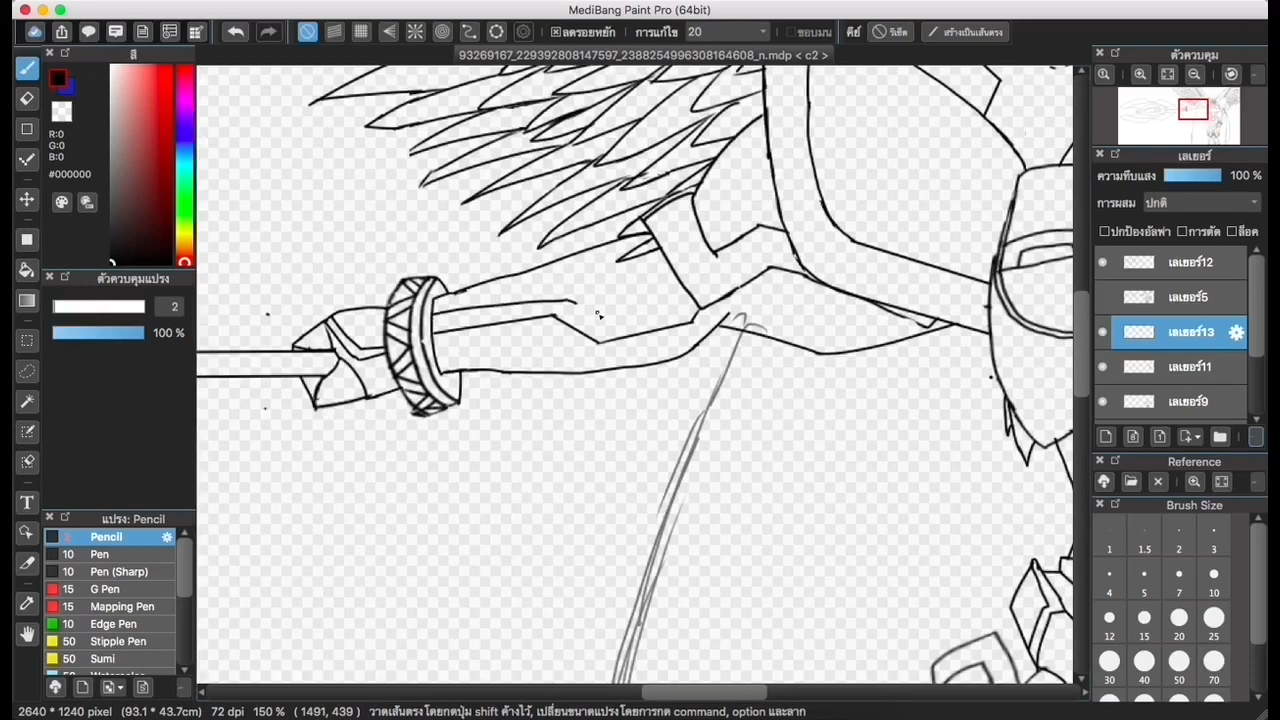 MediBang Paint Pro (64bit)
ลดรอยหยัก
การแก้ไข
20
ขอบมน
คีย์
รีเซ็ต
สร้างเป็นเส้นตรง
93269167_229392808147597_2388254996308164608_n.mdp < c2 >
สี
R:0
G:0
B:0
#000000
ตัวควบคุมแปรง
2
100 %
แปรง: Pencil
2 Pencil
10 Pen
10 Pen (Sharp)
15 G Pen
15 Mapping Pen
10 Edge Pen
50 Stipple Pen
50 Sumi
ตัวควบคุม
เลเยอร์
ความทึบแสง
100 %
การผสม
ปกติ
ปกป้องอัลฟา
การตัด
ล็อค
เลเยอร์12
เลเยอร์5
เลเยอร์13
เลเยอร์11
เลเยอร์9
Reference
Brush Size
1 1.5 2 3
4 5 7 10
12 15 20 25
30 40 50 70
2640 * 1240 pixel (93.1 * 43.7cm) 72 dpi 150 % ( 1491, 439 ) วาดเส้นตรงโดยกดปุ่ม shift ค้างไว้, เปลี่ยนขนาดแปรงโดยการกด command, option และลาก